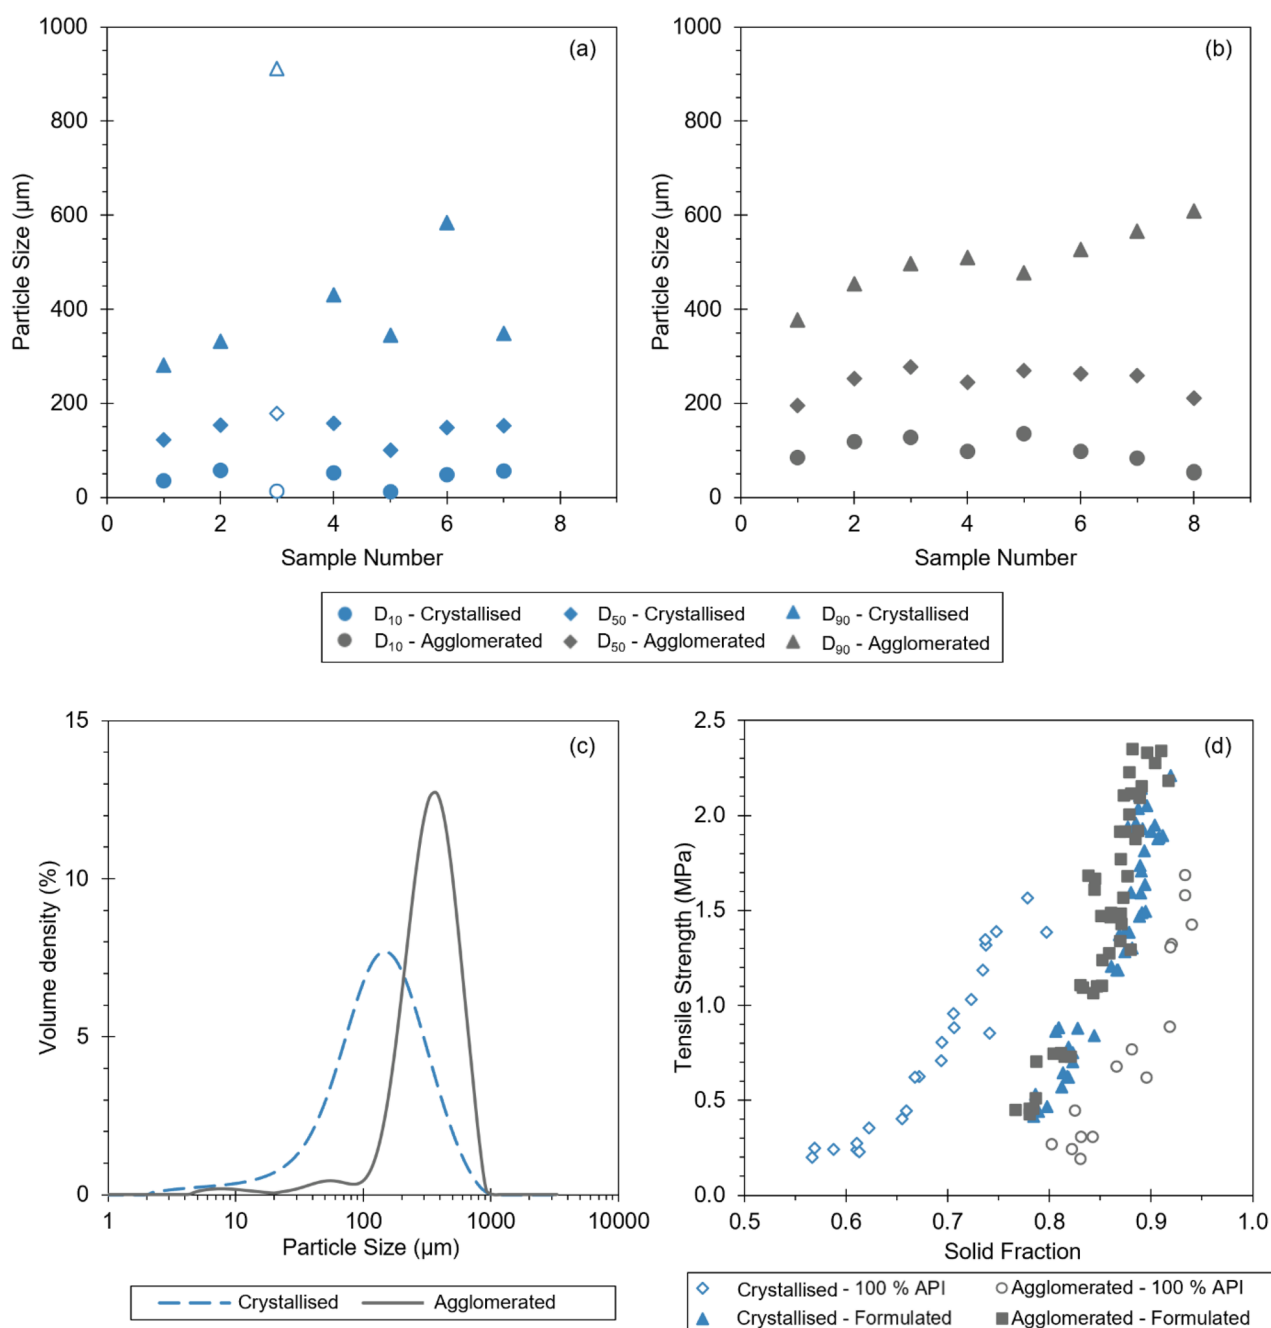 1000
800
600
400
200
0
Particle Size (µm)
(a)
0 2 4 6 8
Sample Number
1000
800
600
400
200
0
Particle Size (µm)
(b)
0 2 4 6 8
Sample Number
D10 - Crystallised D50 - Crystallised D90 - Crystallised
D10 - Agglomerated D50 - Agglomerated D90 - Agglomerated
15
10
5
0
Volume density (%)
(c)
1 10 100 1000 10000
Particle Size (µm)
Crystallised Agglomerated
2.5
2.0
1.5
1.0
0.5
0.0
Tensile Strength (MPa)
(d)
0.5 0.6 0.7 0.8 0.9 1.0
Solid Fraction
Crystallised - 100 % API Agglomerated - 100 % API
Crystallised - Formulated Agglomerated - Formulated